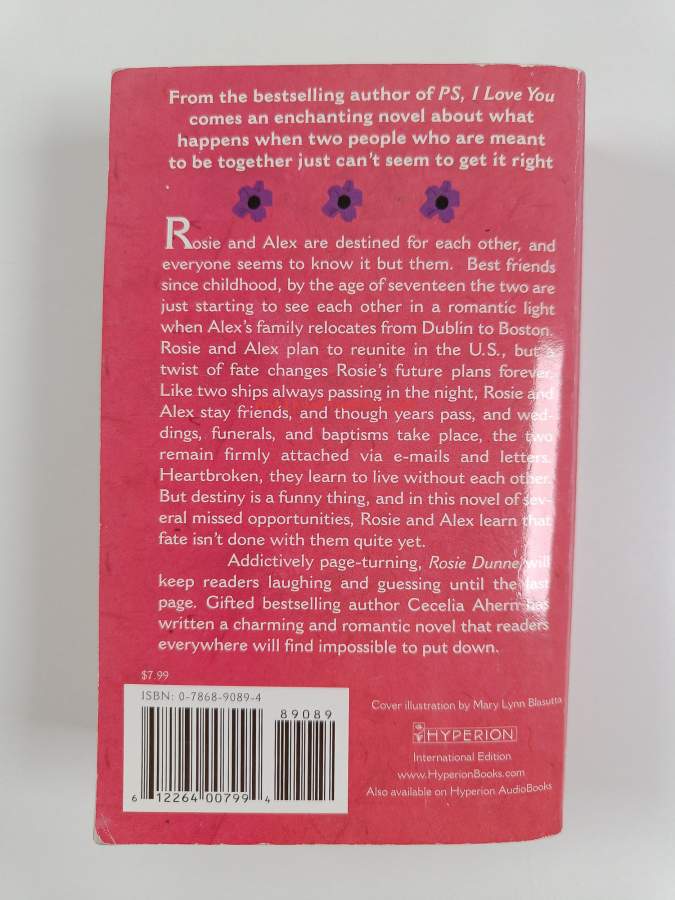 From the bestselling author of PS, I Love You
comes an enchanting novel about what
happens when two people who are meant
to be together just can't seem to get it right
Rosie and Alex are destined for each other, and
everyone seems to know it but them. Best friends
since childhood, by the age of seventeen the two are
just starting to see each other in a romantic light
when Alex's family relocates from Dublin to Boston.
Rosie and Alex plan to reunite in the U.S., but a
twist of fate changes Rosie's future plans forever.
Like two ships always passing in the night, Rosie and
Alex stay friends, and though years pass, and wed-
dings, funerals, and baptisms take place, the two
remain firmly attached via e-mails and letters.
Heartbroken, they learn to live without each other.
But destiny is a funny thing, and in this novel of sev-
eral missed opportunities, Rosie and Alex learn that
fate isn't done with them quite yet.
Addictively page-turning, Rosie Dunne will
keep readers laughing and guessing until the last
page. Gifted bestselling author Cecelia Ahern has
written a charming and romantic novel that readers
everywhere will find impossible to put down.
$7.99
ISBN: 0-7868-9089-4
89089
6 12264 00799 4
Cover illustration by Mary Lynn Blasutta
HYPERION
International Edition
www.HyperionBooks.com
Also available on Hyperion AudioBooks